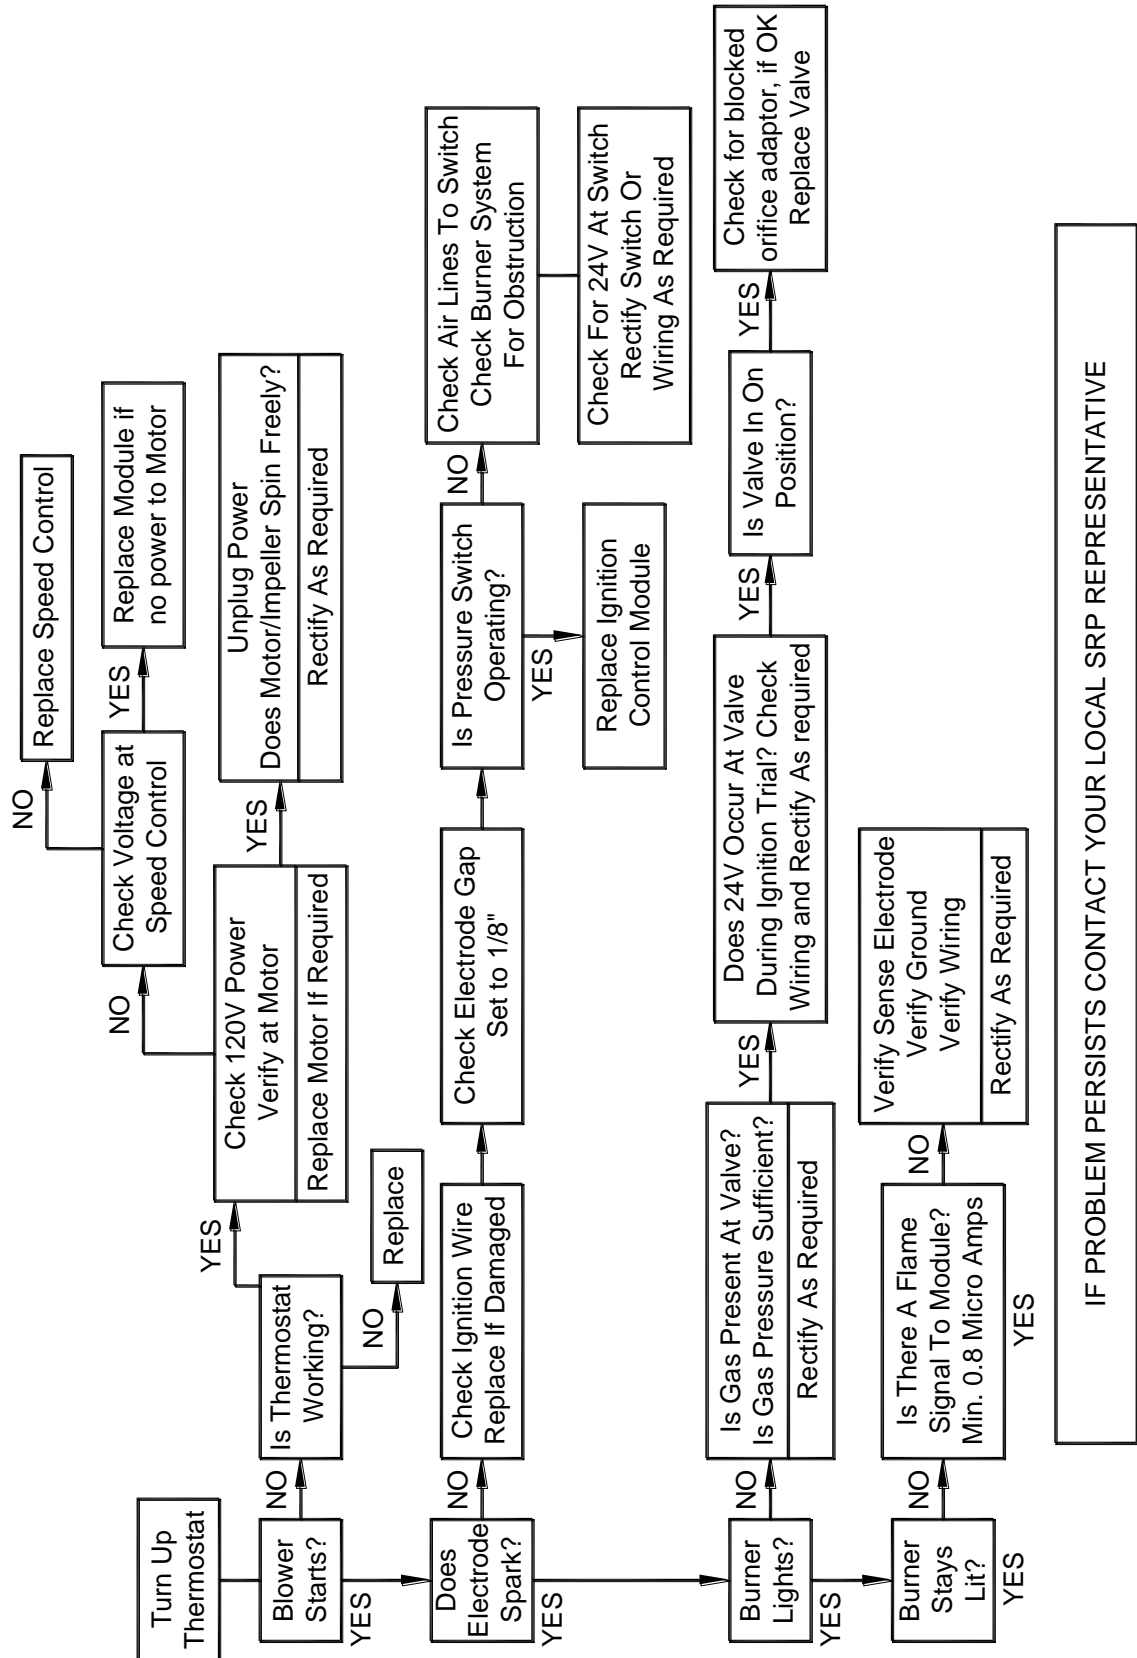 Turn Up
Thermostat
Blower
Starts?
NO
YES
Is Thermostat
Working?
YES
NO
Replace
Check 120V Power
Verify at Motor
Replace Motor If Required
NO
YES
Check Voltage at
Speed Control
NO
YES
Replace Speed Control
Replace Module if
no power to Motor
Unplug Power
Does Motor/Impeller Spin Freely?
Rectify As Required
Does
Electrode
Spark?
NO
YES
Check Ignition Wire
Replace If Damaged
Check Electrode Gap
Set to 1/8"
Is Pressure Switch
Operating?
NO
YES
Replace Ignition
Control Module
Check Air Lines To Switch
Check Burner System
For Obstruction
Check For 24V At Switch
Rectify Switch Or
Wiring As Required
Burner
Lights?
NO
YES
Is Gas Present At Valve?
Is Gas Pressure Sufficient?
Rectify As Required
YES
Does 24V Occur At Valve
During Ignition Trial? Check
Wiring and Rectify As required
YES
Is Valve In On
Position?
YES
Check for blocked
orifice adaptor, if OK
Replace Valve
Burner
Stays
Lit?
NO
YES
Is There A Flame
Signal To Module?
Min. 0.8 Micro Amps
NO
YES
Verify Sense Electrode
Verify Ground
Verify Wiring
Rectify As Required
IF PROBLEM PERSISTS CONTACT YOUR LOCAL SRP REPRESENTATIVE